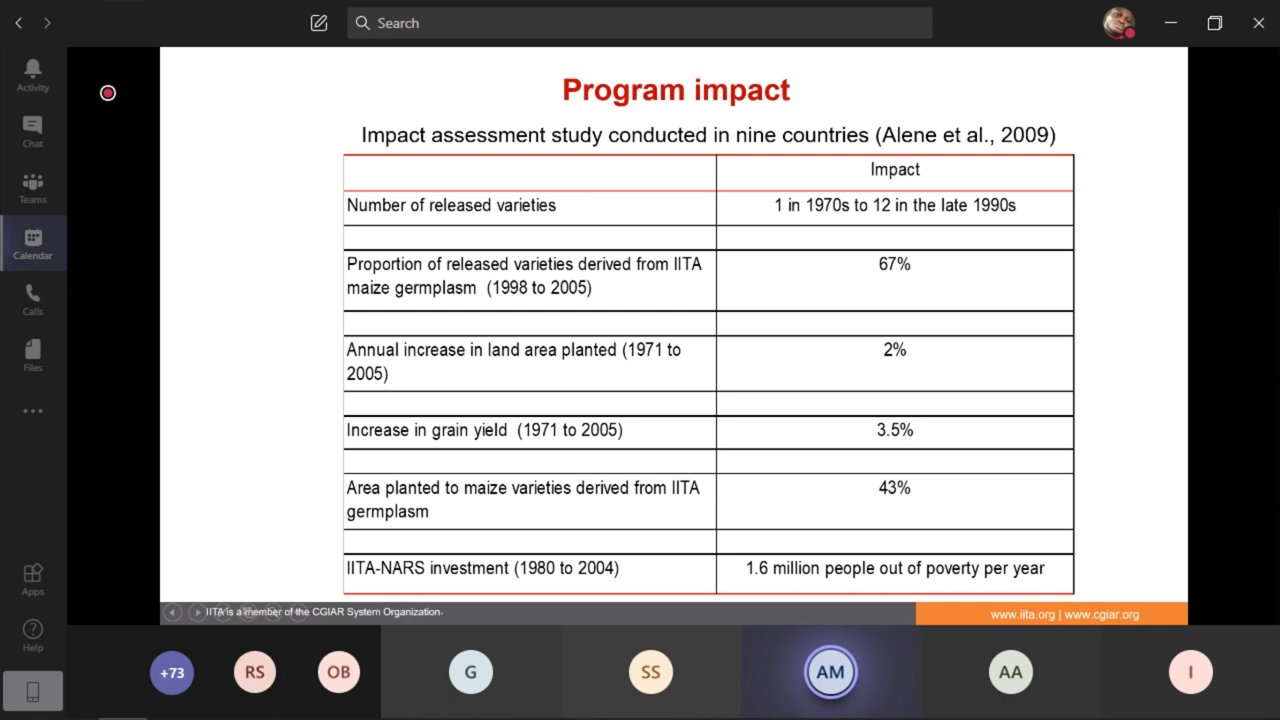 Search
Activity
Chat
Teams
Calendar
Calls
Files
Apps
Help
Program impact
Impact assessment study conducted in nine countries (Alene et al., 2009)
Impact
Number of released varieties
1 in 1970s to 12 in the late 1990s
Proportion of released varieties derived from IITA
maize germplasm (1998 to 2005)
67%
Annual increase in land area planted (1971 to
2005)
2%
Increase in grain yield (1971 to 2005)
3.5%
Area planted to maize varieties derived from IITA
germplasm
43%
IITA-NARS investment (1980 to 2004)
1.6 million people out of poverty per year
IITA is a member of the CGIAR System Organization.
www.iita.org | www.cgiar.org
+73
RS
OB
G
SS
AM
AA
I